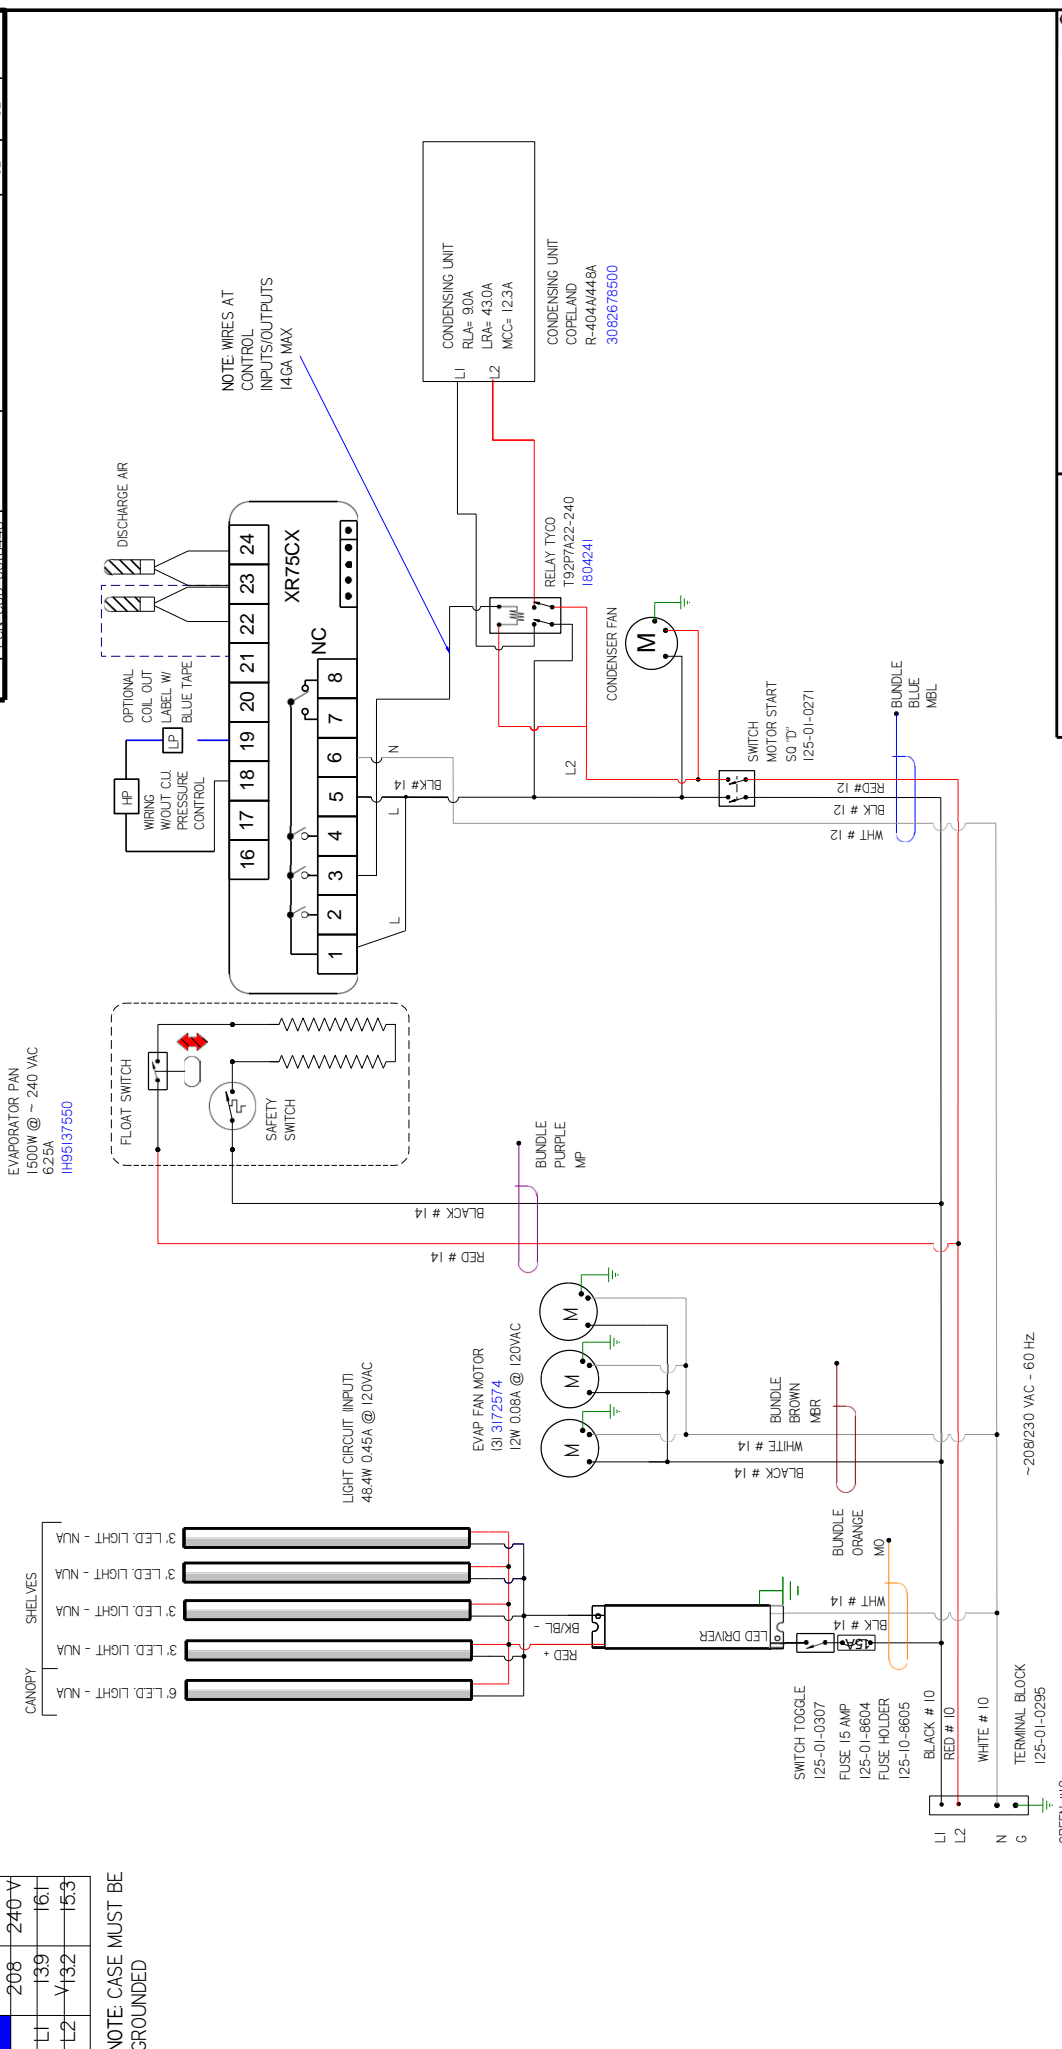 NOTE: WIRES AT
CONTROL
INPUTS/OUTPUTS
14GA MAX
CONDENSING UNIT
RLA= 9.0A
LRA= 43.0A
MCC= 12.3A
L1
L2
CONDENSING UNIT
COPELAND
R-404A/448A
3082678500
DISCHARGE AIR
OPTIONAL
COIL OUT
LABEL W/
BLUE TAPE
LP
HP
WIRING
W/OUT C.U.
PRESSURE
CONTROL
24
23
22
21
20
19
18
17
16
XR75CX
NC
8
7
6
5
4
3
2
1
N
L
BLK# 14
L
RELAY TYCO
T92P7A22-240
1804241
CONDENSER FAN
M
L2
SWITCH
MOTOR START
SQ "D"
125-01-0271
RED# 12
BLK # 12
WHT # 12
BUNDLE
BLUE
MBL
EVAPORATOR PAN
1500W @ ~ 240 VAC
6.25A
1H95137550
FLOAT SWITCH
SAFETY
SWITCH
BLACK # 14
RED # 14
BUNDLE
PURPLE
MP
EVAP FAN MOTOR
(3) 3172574
12W 0.08A @ 120VAC
M
M
M
WHITE # 14
BLACK # 14
BUNDLE
BROWN
MBR
~208/230 VAC - 60 Hz
LIGHT CIRCUIT (INPUT)
48.4W 0.45A @ 120VAC
SHELVES
CANOPY
3' L.E.D. LIGHT - NUA
3' L.E.D. LIGHT - NUA
3' L.E.D. LIGHT - NUA
3' L.E.D. LIGHT - NUA
6' L.E.D. LIGHT - NUA
BK/BL -
RED +
LED DRIVER
15A
WHT # 14
BLK # 14
BUNDLE
ORANGE
MO
SWITCH TOGGLE
125-01-0307
FUSE 15 AMP
125-01-8604
FUSE HOLDER
125-10-8605
BLACK # 10
RED # 10
WHITE # 10
TERMINAL BLOCK
125-01-0295
L1
L2
N
G
208 V
240 V
L1
13.9
16.1
L2
13.2
15.3
NOTE: CASE MUST BE
GROUNDED